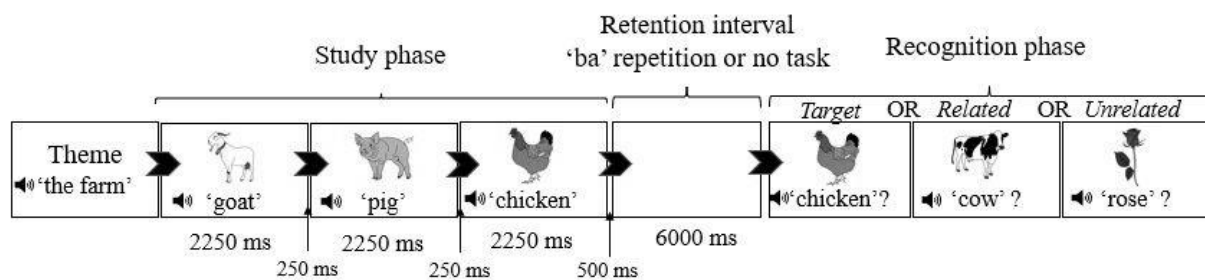 Study phase
Retention interval
'ba' repetition or no task
Recognition phase
Theme
'the farm'
'goat'
'pig'
'chicken'
Target OR Related OR Unrelated
'chicken'?
'cow' ?
'rose' ?
2250 ms
2250 ms
2250 ms
6000 ms
250 ms
250 ms
500 ms